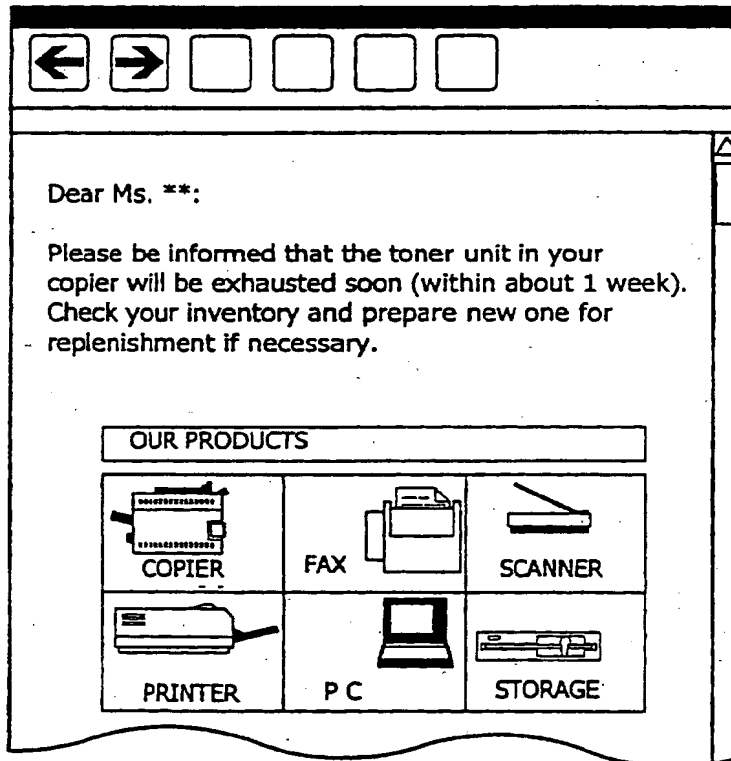 Dear Ms. **:
Please be informed that the toner unit in your
copier will be exhausted soon (within about 1 week).
Check your inventory and prepare new one for
replenishment if necessary.
OUR PRODUCTS
COPIER
FAX
SCANNER
PRINTER
P C
STORAGE